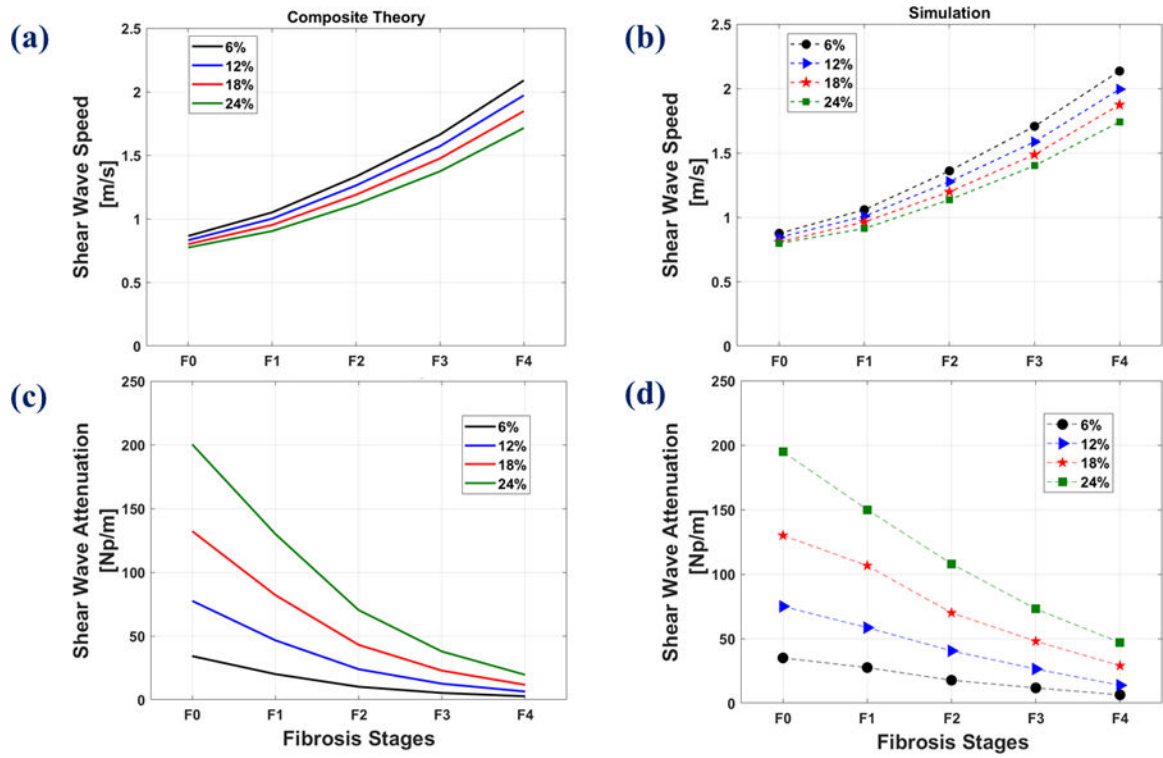 (a)
Composite Theory
Shear Wave Speed
[m/s]
2.5
2
1.5
1
0.5
0
6%
12%
18%
24%
F0 F1 F2 F3 F4
(b)
Simulation
Shear Wave Speed
[m/s]
2.5
2
1.5
1
0.5
0
6%
12%
18%
24%
F0 F1 F2 F3 F4
(c)
Shear Wave Attenuation
[Np/m]
250
200
150
100
50
0
6%
12%
18%
24%
F0 F1 F2 F3 F4
Fibrosis Stages
(d)
Shear Wave Attenuation
[Np/m]
250
200
150
100
50
0
6%
12%
18%
24%
F0 F1 F2 F3 F4
Fibrosis Stages